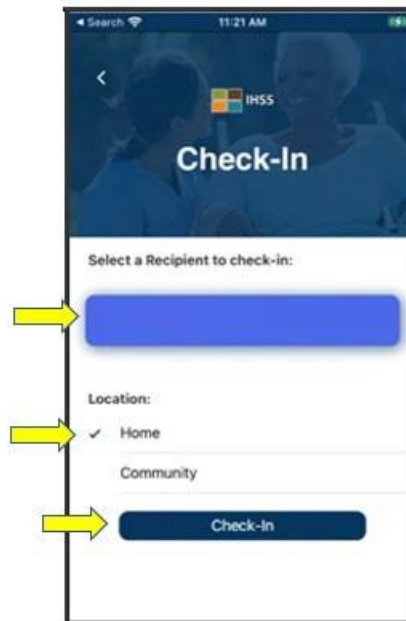 Search 11:21 AM
IHSS
Check-In
Select a Recipient to check-in:
Location:
Home
Community
Check-In